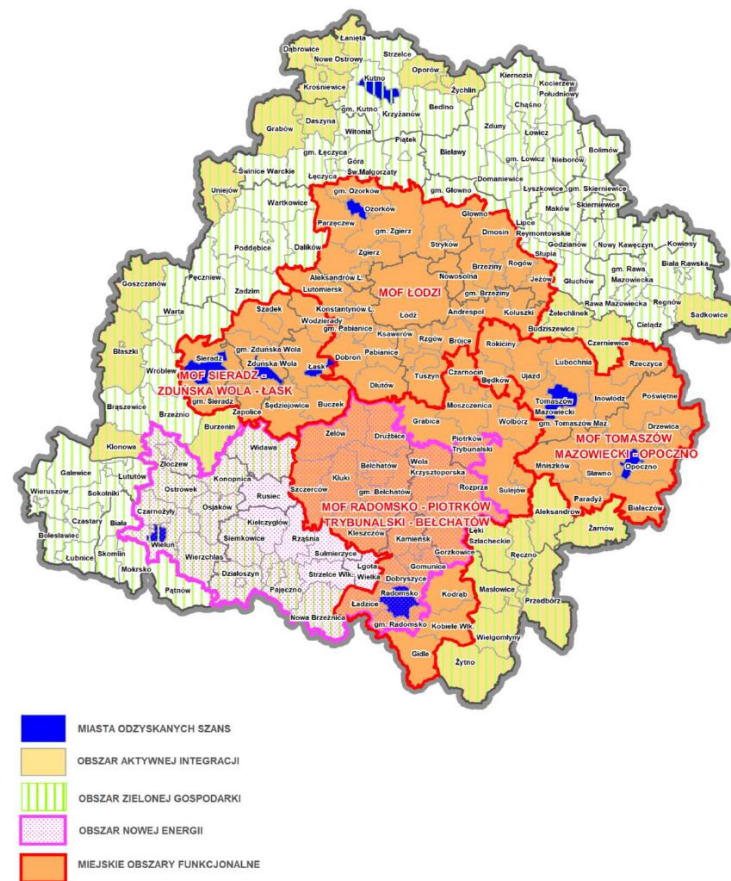 Łanięta
Dąbrowice
Strzelce
Nowe Ostrowy
Oporów
Kutno
Kiernozia
Kocierzew
Południowy
Krośniewice
Żychlin
Chąśno
gm. Kutno
Krzyżanów
Bedlno
Daszyna
Grabów
Zduny
Łowicz
Witonia
Piątek
Bolimów
gm. Łęczyca
Bielawy
gm. Łowicz
Nieborów
Góra
Św.Małgorzaty
Domaniewice
Łęczyca
Świnice Warckie
Łyszkowice
gm. Skierniewice
Uniejów
gm. Ozorków
gm. Głowno
Maków
Skierniewice
Wartkowice
Ozorków
Głowno
Lipce
Reymontowskie
Parzęczew
Dmosin
Godzianów
Nowy Kawęczyn
Kowiesy
gm. Zgierz
Słupia
Poddębice
Dalików
Zgierz
Stryków
Rogów
Biała Rawska
Brzeziny
gm. Rawa
Mazowiecka
Goszczanów
Pęczniew
Aleksandrów Ł.
Nowosolna
Jeżów
Głuchów
Zadzim
Lutomiersk
MOF ŁODZI
gm. Brzeziny
Rawa Mazowiecka
Regnów
Sadkowice
Warta
Szadek
Konstantynów Ł.
Łódź
Andrespol
Koluszki
Żelechlinek
Cielądz
Wodzierady
Budziszewice
gm. Pabianice
Ksawerów
Brójce
Czerniewice
Błaszki
gm. Zduńska Wola
Rzgów
Rokiciny
Sieradz
Dobroń
Pabianice
Lubochnia
Rzeczyca
Wróblew
Zduńska Wola
Łask
Tuszyn
Czarnocin
Ujazd
MOF SIERADZ -
ZDUŃSKA WOLA - ŁASK
Będków
Tomaszów
Mazowiecki
Inowłódz
Poświętne
gm. Sieradz
Dłutów
Brąszewice
Sędziejowice
Buczek
Moszczenica
Brzeźnio
Zapolice
Grabica
Wolbórz
gm. Tomaszów Maz.
Drzewica
Burzenin
MOF TOMASZÓW
MAZOWIECKI - OPOCZNO
Klonowa
Widawa
Zelów
Drużbice
Piotrków
Trybunalski
Mniszków
Sławno
Opoczno
Galewice
Złoczew
Konopnica
Bełchatów
Wola
Krzysztoporska
Lututów
Kluki
Wieruszów
Sokolniki
Ostrówek
Rusiec
Szczerców
gm. Bełchatów
Rozprza
Sulejów
Paradyż
Białaczów
Osjaków
Czastary
Czarnożyły
MOF RADOMSKO - PIOTRKÓW
TRYBUNALSKI - BEŁCHATÓW
Aleksandrów
Bolesławiec
Biała
Kiełczygłów
Rząśnia
Kleszczów
Kamieńsk
Łęki
Szlacheckie
Żarnów
Wieluń
Siemkowice
Łubnice
Skomlin
Wierzchlas
Sulmierzyce
Gorzkowice
Ręczno
Mokrsko
Działoszyn
Lgota
Wielka
Gomunice
Pątnów
Pajęczno
Strzelce Wlk.
Dobryszyce
Masłowice
Przedbórz
Radomsko
Kodrąb
Nowa Brzeźnica
Ładzice
gm. Radomsko
Kobiele Wlk.
Wielgomłyny
Gidle
Żytno
MIASTA ODZYSKANYCH SZANS
OBSZAR AKTYWNEJ INTEGRACJI
OBSZAR ZIELONEJ GOSPODARKI
OBSZAR NOWEJ ENERGII
MIEJSKIE OBSZARY FUNKCJONALNE